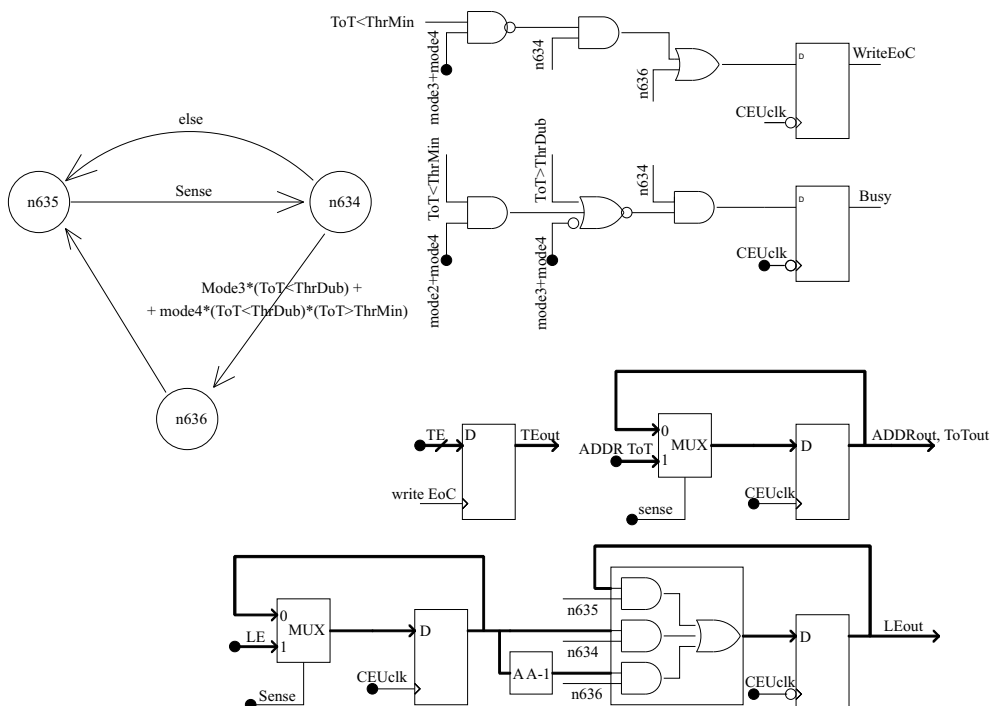 ToT<ThrMin
mode3+mode4
n634
n636
D
WriteEoC
CEUclk
else
n635
Sense
n634
Mode3*(ToT<ThrDub) +
+ mode4*(ToT<ThrDub)*(ToT>ThrMin)
n636
ToT<ThrMin
mode2+mode4
ToT>ThrDub
mode3+mode4
n634
D
Busy
CEUclk
TE
D
TEout
write EoC
0
ADDR ToT
1
MUX
sense
D
CEUclk
ADDRout, ToTout
0
LE
1
MUX
Sense
D
CEUclk
A A-1
n635
n634
n636
D
CEUclk
LEout